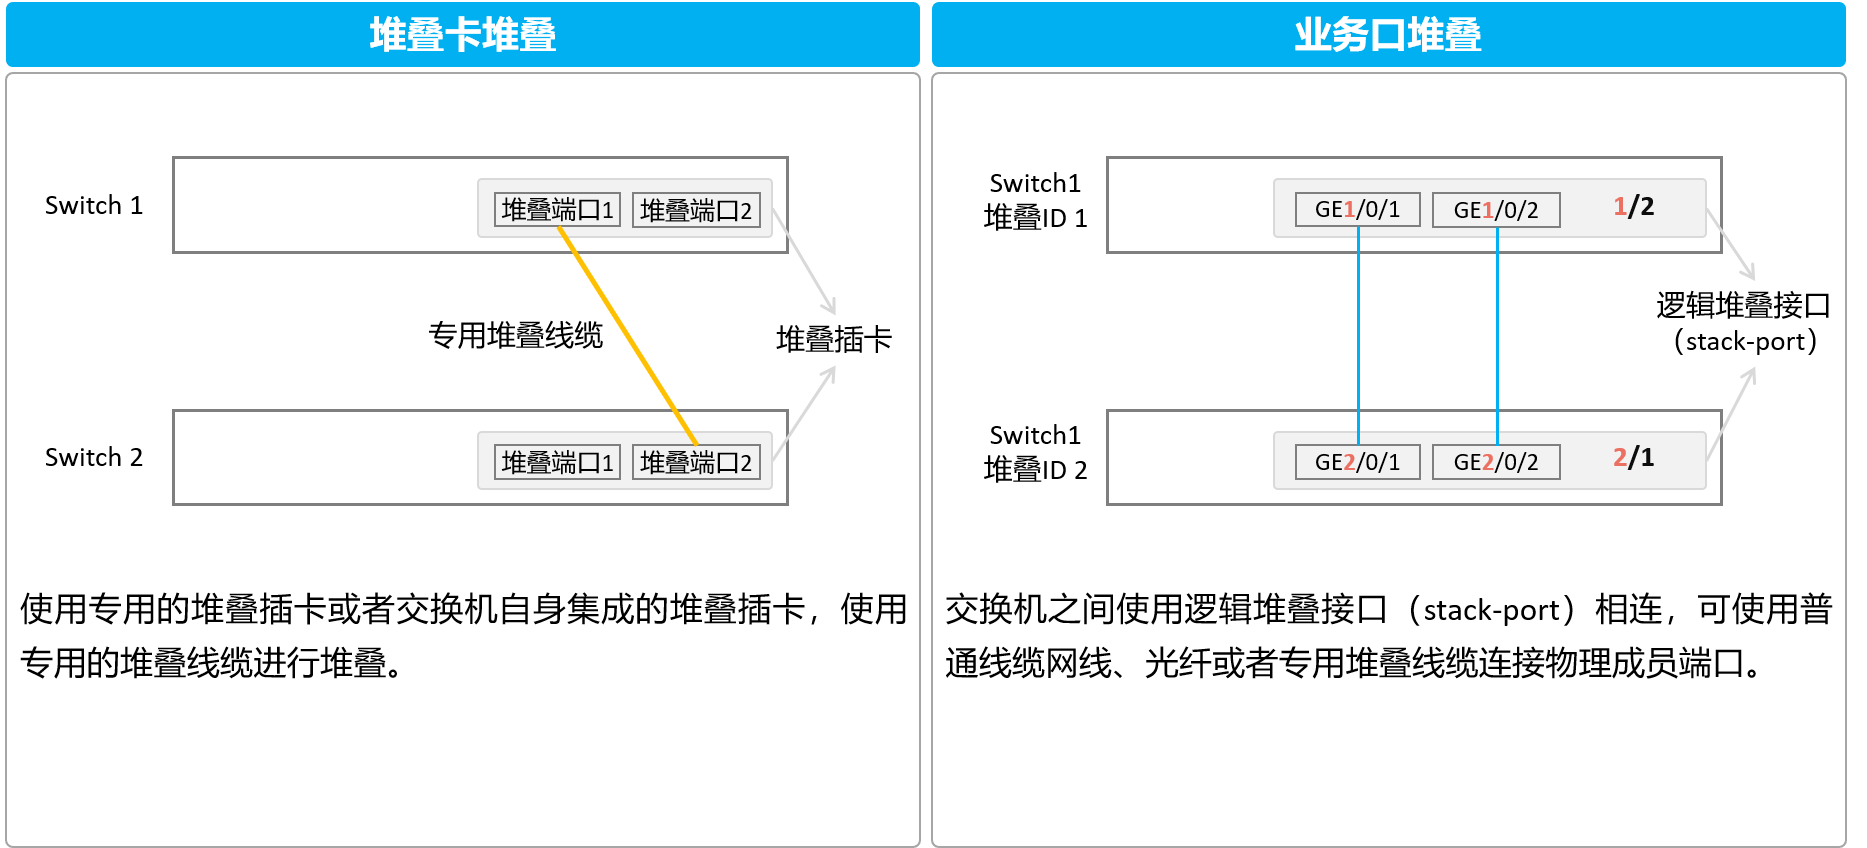 堆叠卡堆叠
Switch 1
堆叠端口1
堆叠端口2
专用堆叠线缆
堆叠插卡
Switch 2
堆叠端口1
堆叠端口2
使用专用的堆叠插卡或者交换机自身集成的堆叠插卡，使用
专用的堆叠线缆进行堆叠。
业务口堆叠
Switch1
堆叠ID 1
GE1/0/1
GE1/0/2
1/2
逻辑堆叠接口
（stack-port）
Switch1
堆叠ID 2
GE2/0/1
GE2/0/2
2/1
交换机之间使用逻辑堆叠接口（stack-port）相连，可使用普
通线缆网线、光纤或者专用堆叠线缆连接物理成员端口。